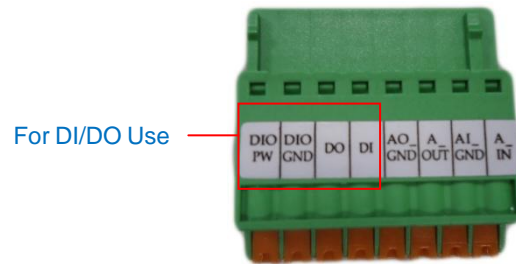 For DI/DO Use
DIO PW
DIO GND
DO
DI
AO_ GND
A_ OUT
AI_ GND
A_ IN